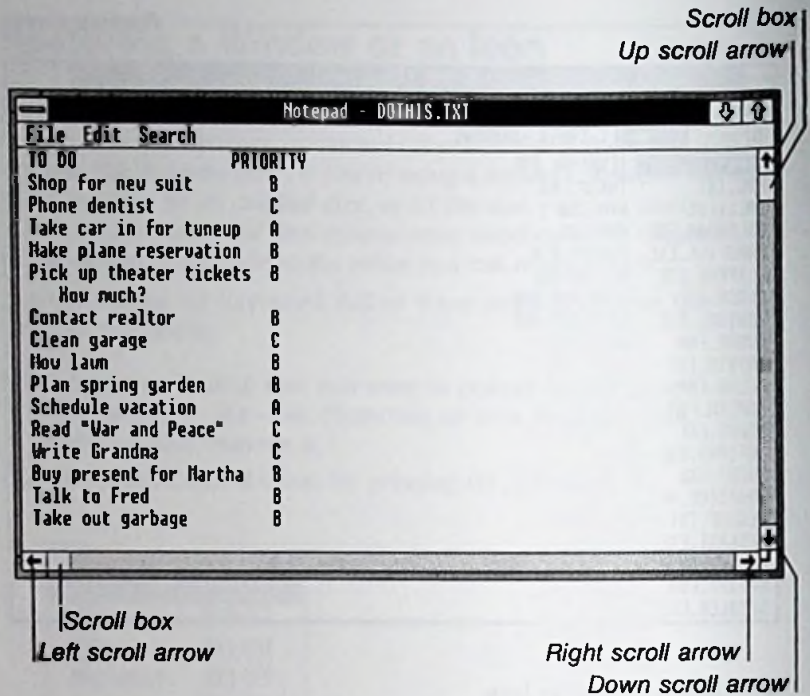 Scroll box
Up scroll arrow
Notepad - DOTHIS.TXT
File Edit Search
TO DO PRIORITY
Shop for new suit B
Phone dentist C
Take car in for tuneup A
Make plane reservation B
Pick up theater tickets B
How much?
Contact realtor B
Clean garage C
Mow lawn B
Plan spring garden B
Schedule vacation A
Read "War and Peace" C
Write Grandma C
Buy present for Martha B
Talk to Fred B
Take out garbage B
Scroll box
Left scroll arrow
Right scroll arrow
Down scroll arrow